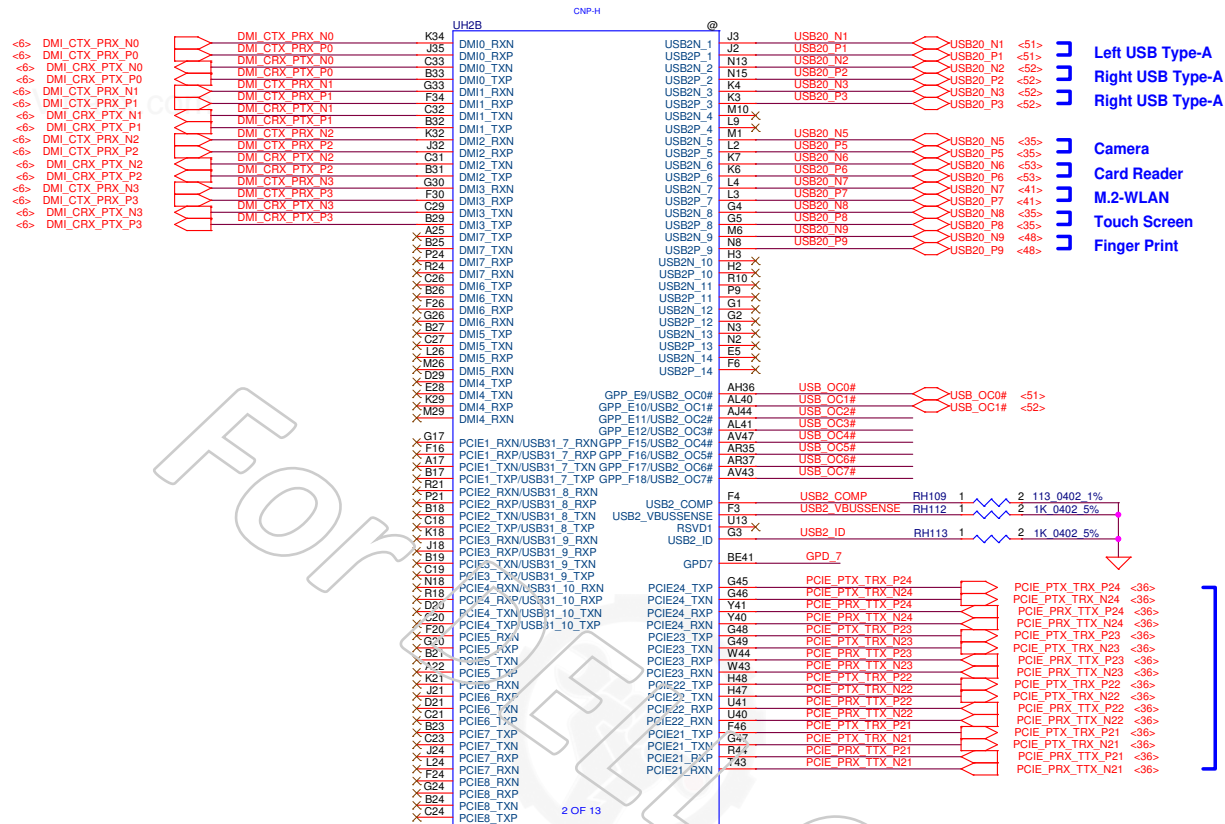 CNP-H
UH2B @
<6> DMI_CTX_PRX_N0 DMI_CTX_PRX_N0 K34 DMI0_RXN
<6> DMI_CTX_PRX_P0 DMI_CTX_PRX_P0 J35 DMI0_RXP
<6> DMI_CRX_PTX_N0 DMI_CRX_PTX_N0 C33 DMI0_TXN
<6> DMI_CRX_PTX_P0 DMI_CRX_PTX_P0 B33 DMI0_TXP
<6> DMI_CTX_PRX_N1 DMI_CTX_PRX_N1 G33 DMI1_RXN
<6> DMI_CTX_PRX_P1 DMI_CTX_PRX_P1 F34 DMI1_RXP
<6> DMI_CRX_PTX_N1 DMI_CRX_PTX_N1 C32 DMI1_TXN
<6> DMI_CRX_PTX_P1 DMI_CRX_PTX_P1 B32 DMI1_TXP
<6> DMI_CTX_PRX_N2 DMI_CTX_PRX_N2 K32 DMI2_RXN
<6> DMI_CTX_PRX_P2 DMI_CTX_PRX_P2 J32 DMI2_RXP
<6> DMI_CRX_PTX_N2 DMI_CRX_PTX_N2 C31 DMI2_TXN
<6> DMI_CRX_PTX_P2 DMI_CRX_PTX_P2 B31 DMI2_TXP
<6> DMI_CTX_PRX_N3 DMI_CTX_PRX_N3 G30 DMI3_RXN
<6> DMI_CTX_PRX_P3 DMI_CTX_PRX_P3 F30 DMI3_RXP
<6> DMI_CRX_PTX_N3 DMI_CRX_PTX_N3 C29 DMI3_TXN
<6> DMI_CRX_PTX_P3 DMI_CRX_PTX_P3 B29 DMI3_TXP
A25 DMI7_TXP
B25 DMI7_TXN
P24 DMI7_RXP
R24 DMI7_RXN
C26 DMI6_TXN
B26 DMI6_TXP
F26 DMI6_RXP
G26 DMI6_RXN
B27 DMI5_TXP
C27 DMI5_TXN
L26 DMI5_RXP
M26 DMI5_RXN
D29 DMI4_TXP
E28 DMI4_TXN
K29 DMI4_RXP
M29 DMI4_RXN
G17 PCIE1_RXN/USB31_7_RXN
F16 PCIE1_RXP/USB31_7_RXP
A17 PCIE1_TXN/USB31_7_TXN
B17 PCIE1_TXP/USB31_7_TXP
R21 PCIE2_RXN/USB31_8_RXN
P21 PCIE2_RXP/USB31_8_RXP
B18 PCIE2_TXN/USB31_8_TXN
C18 PCIE2_TXP/USB31_8_TXP
K18 PCIE3_RXN/USB31_9_RXN
J18 PCIE3_RXP/USB31_9_RXP
B19 PCIE3_TXN/USB31_9_TXN
C19 PCIE3_TXP/USB31_9_TXP
N18 PCIE4_RXN/USB31_10_RXN
R18 PCIE4_RXP/USB31_10_RXP
D20 PCIE4_TXN/USB31_10_TXN
C20 PCIE4_TXP/USB31_10_TXP
F20 PCIE5_RXN
G20 PCIE5_RXP
B21 PCIE5_TXN
A22 PCIE5_TXP
K21 PCIE6_RXN
J21 PCIE6_RXP
D21 PCIE6_TXN
C21 PCIE6_TXP
B23 PCIE7_TXP
C23 PCIE7_TXN
J24 PCIE7_RXP
L24 PCIE7_RXN
F24 PCIE8_RXN
G24 PCIE8_RXP
B24 PCIE8_TXN
C24 PCIE8_TXP
2 OF 13
USB2N_1 J3 USB20_N1 USB20_N1 <51>
USB2P_1 J2 USB20_P1 USB20_P1 <51> Left USB Type-A
USB2N_2 N13 USB20_N2 USB20_N2 <52>
USB2P_2 N15 USB20_P2 USB20_P2 <52> Right USB Type-A
USB2N_3 K4 USB20_N3 USB20_N3 <52>
USB2P_3 K3 USB20_P3 USB20_P3 <52> Right USB Type-A
USB2N_4 M10
USB2P_4 L9
USB2N_5 M1 USB20_N5 USB20_N5 <35>
USB2P_5 L2 USB20_P5 USB20_P5 <35> Camera
USB2N_6 K7 USB20_N6 USB20_N6 <53>
USB2P_6 K6 USB20_P6 USB20_P6 <53> Card Reader
USB2N_7 L4 USB20_N7 USB20_N7 <41>
USB2P_7 L3 USB20_P7 USB20_P7 <41> M.2-WLAN
USB2N_8 G4 USB20_N8 USB20_N8 <35>
USB2P_8 G5 USB20_P8 USB20_P8 <35> Touch Screen
USB2N_9 M6 USB20_N9 USB20_N9 <48>
USB2P_9 N8 USB20_P9 USB20_P9 <48> Finger Print
USB2N_10 H3
USB2P_10 H2
USB2N_11 R10
USB2P_11 P9
USB2N_12 G1
USB2P_12 G2
USB2N_13 N3
USB2P_13 N2
USB2N_14 E5
USB2P_14 F6
GPP_E9/USB2_OC0# AH36 USB_OC0# USB_OC0# <51>
GPP_E10/USB2_OC1# AL40 USB_OC1# USB_OC1# <52>
GPP_E11/USB2_OC2# AJ44 USB_OC2#
GPP_E12/USB2_OC3# AL41 USB_OC3#
GPP_F15/USB2_OC4# AV47 USB_OC4#
GPP_F16/USB2_OC5# AR35 USB_OC5#
GPP_F17/USB2_OC6# AR37 USB_OC6#
GPP_F18/USB2_OC7# AV43 USB_OC7#
USB2_COMP F4 USB2_COMP RH109 1 2 113_0402_1%
USB2_VBUSSENSE F3 USB2_VBUSSENSE RH112 1 2 1K_0402_5%
RSVD1 U13
USB2_ID G3 USB2_ID RH113 1 2 1K_0402_5%
GPD7 BE41 GPD_7
PCIE24_TXP G45 PCIE_PTX_TRX_P24 PCIE_PTX_TRX_P24 <36>
PCIE24_TXN G46 PCIE_PTX_TRX_N24 PCIE_PTX_TRX_N24 <36>
PCIE24_RXP Y41 PCIE_PRX_TTX_P24 PCIE_PRX_TTX_P24 <36>
PCIE24_RXN Y40 PCIE_PRX_TTX_N24 PCIE_PRX_TTX_N24 <36>
PCIE23_TXP G48 PCIE_PTX_TRX_P23 PCIE_PTX_TRX_P23 <36>
PCIE23_TXN G49 PCIE_PTX_TRX_N23 PCIE_PTX_TRX_N23 <36>
PCIE23_RXP W44 PCIE_PRX_TTX_P23 PCIE_PRX_TTX_P23 <36>
PCIE23_RXN W43 PCIE_PRX_TTX_N23 PCIE_PRX_TTX_N23 <36>
PCIE22_TXP H48 PCIE_PTX_TRX_P22 PCIE_PTX_TRX_P22 <36>
PCIE22_TXN H47 PCIE_PTX_TRX_N22 PCIE_PTX_TRX_N22 <36>
PCIE22_RXP U41 PCIE_PRX_TTX_P22 PCIE_PRX_TTX_P22 <36>
PCIE22_RXN U40 PCIE_PRX_TTX_N22 PCIE_PRX_TTX_N22 <36>
PCIE21_TXP F46 PCIE_PTX_TRX_P21 PCIE_PTX_TRX_P21 <36>
PCIE21_TXN G47 PCIE_PTX_TRX_N21 PCIE_PTX_TRX_N21 <36>
PCIE21_RXP R44 PCIE_PRX_TTX_P21 PCIE_PRX_TTX_P21 <36>
PCIE21_RXN T43 PCIE_PRX_TTX_N21 PCIE_PRX_TTX_N21 <36>
For DELL